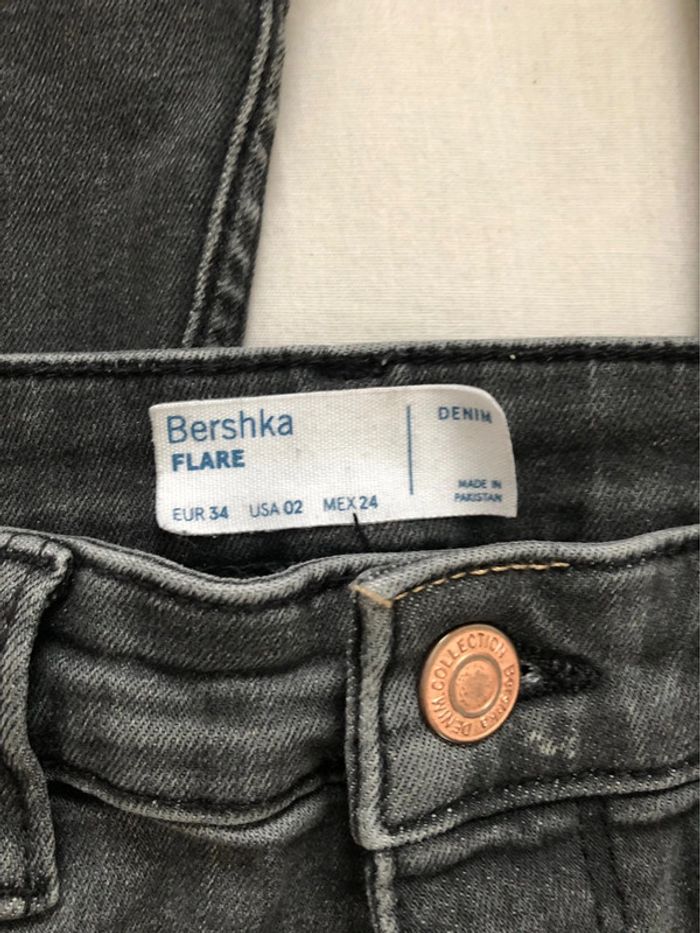 Bershka
FLARE
DENIM
EUR 34 USA 02 MEX 24
MADE IN
PAKISTAN
DENIM.COLLECTION Bershka